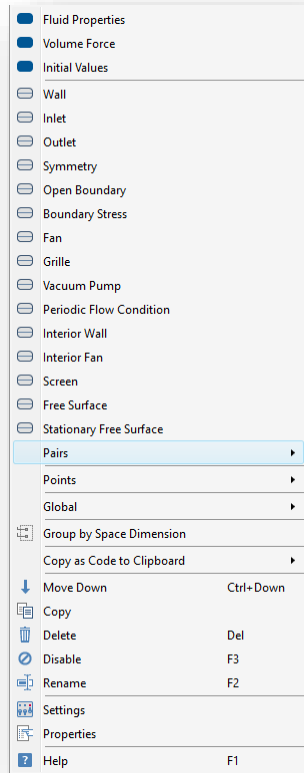 Fluid Properties
Volume Force
Initial Values
Wall
Inlet
Outlet
Symmetry
Open Boundary
Boundary Stress
Fan
Grille
Vacuum Pump
Periodic Flow Condition
Interior Wall
Interior Fan
Screen
Free Surface
Stationary Free Surface
Pairs
Points
Global
Group by Space Dimension
Copy as Code to Clipboard
Move Down Ctrl+Down
Copy
Delete Del
Disable F3
Rename F2
Settings
Properties
? Help F1